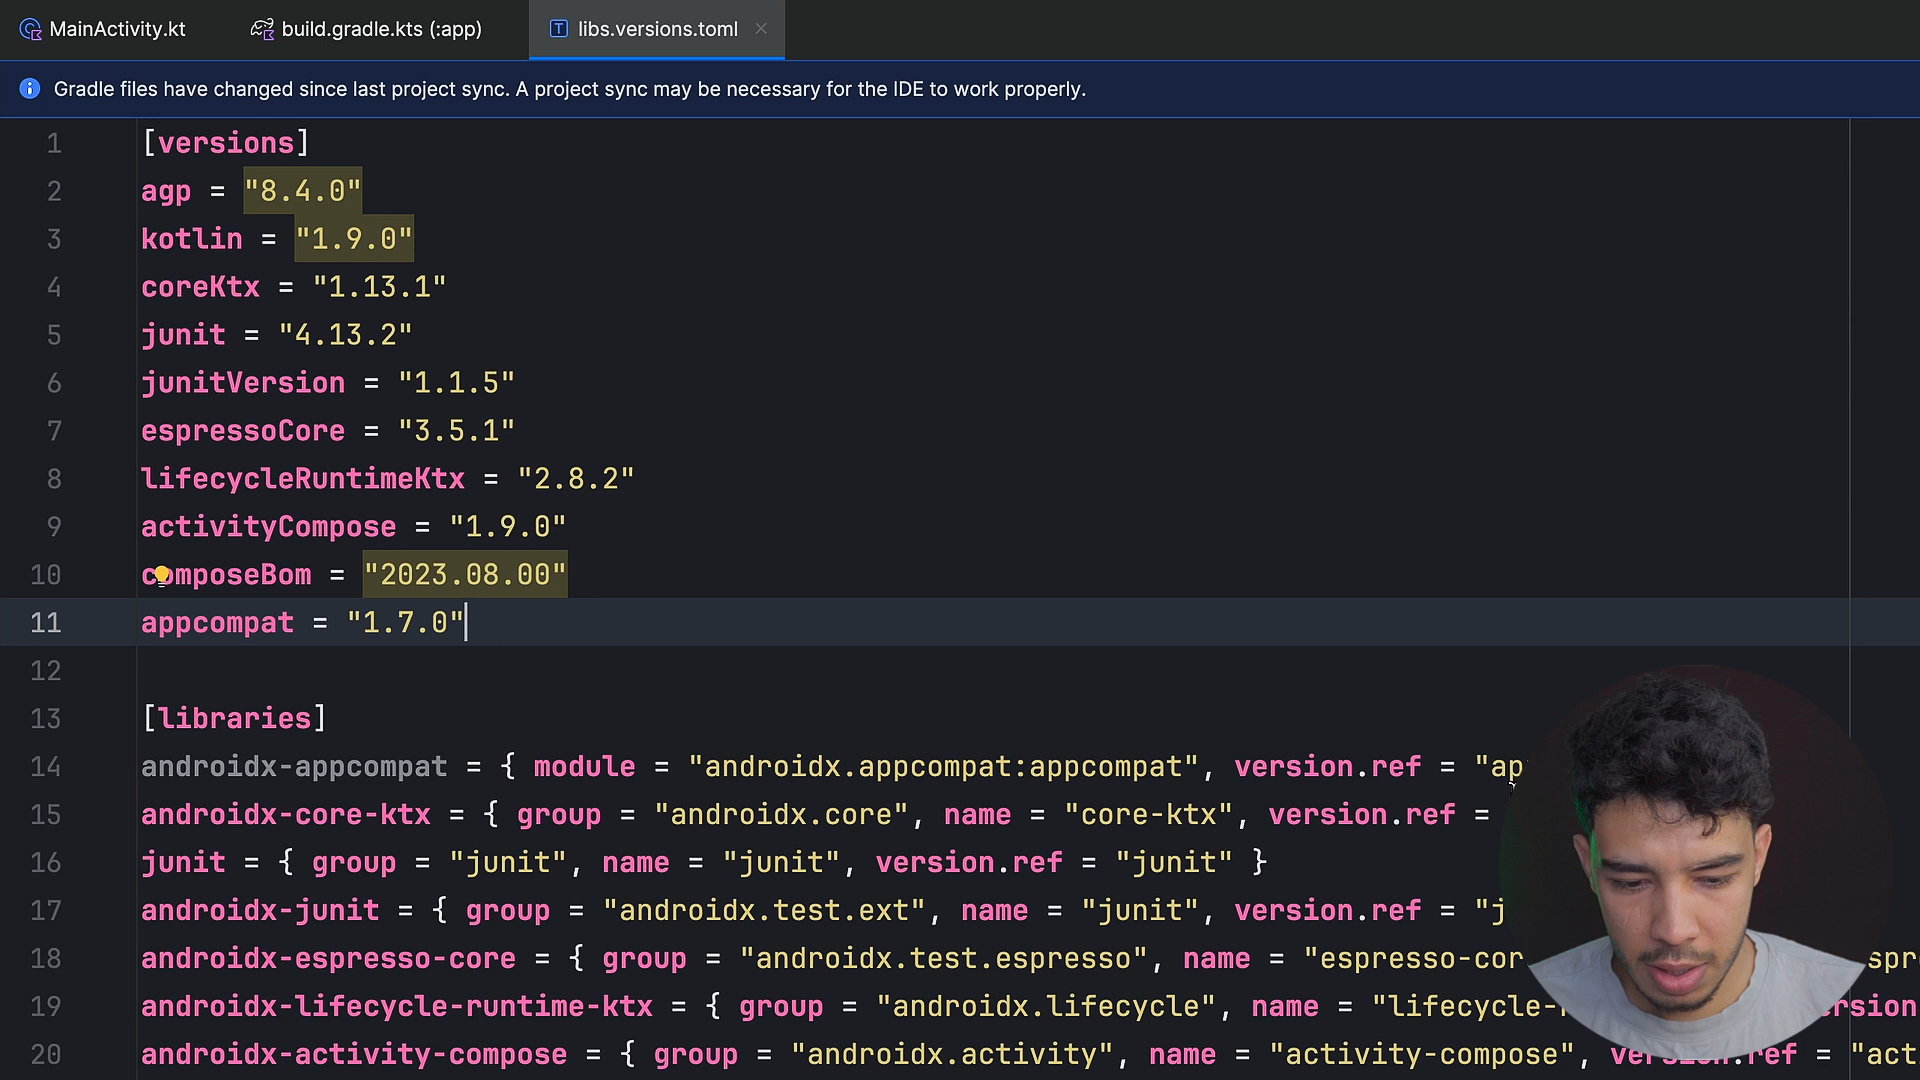 MainActivity.kt
build.gradle.kts (:app)
libs.versions.toml
Gradle files have changed since last project sync. A project sync may be necessary for the IDE to work properly.
1 [versions]
2 agp = "8.4.0"
3 kotlin = "1.9.0"
4 coreKtx = "1.13.1"
5 junit = "4.13.2"
6 junitVersion = "1.1.5"
7 espressoCore = "3.5.1"
8 lifecycleRuntimeKtx = "2.8.2"
9 activityCompose = "1.9.0"
10 composeBom = "2023.08.00"
11 appcompat = "1.7.0"
12
13 [libraries]
14 androidx-appcompat = { module = "androidx.appcompat:appcompat", version.ref = "ap
15 androidx-core-ktx = { group = "androidx.core", name = "core-ktx", version.ref =
16 junit = { group = "junit", name = "junit", version.ref = "junit" }
17 androidx-junit = { group = "androidx.test.ext", name = "junit", version.ref = "j
18 androidx-espresso-core = { group = "androidx.test.espresso", name = "espresso-cor spr
19 androidx-lifecycle-runtime-ktx = { group = "androidx.lifecycle", name = "lifecycle- rsion
20 androidx-activity-compose = { group = "androidx.activity", name = "activity-compose", version.ref = "act